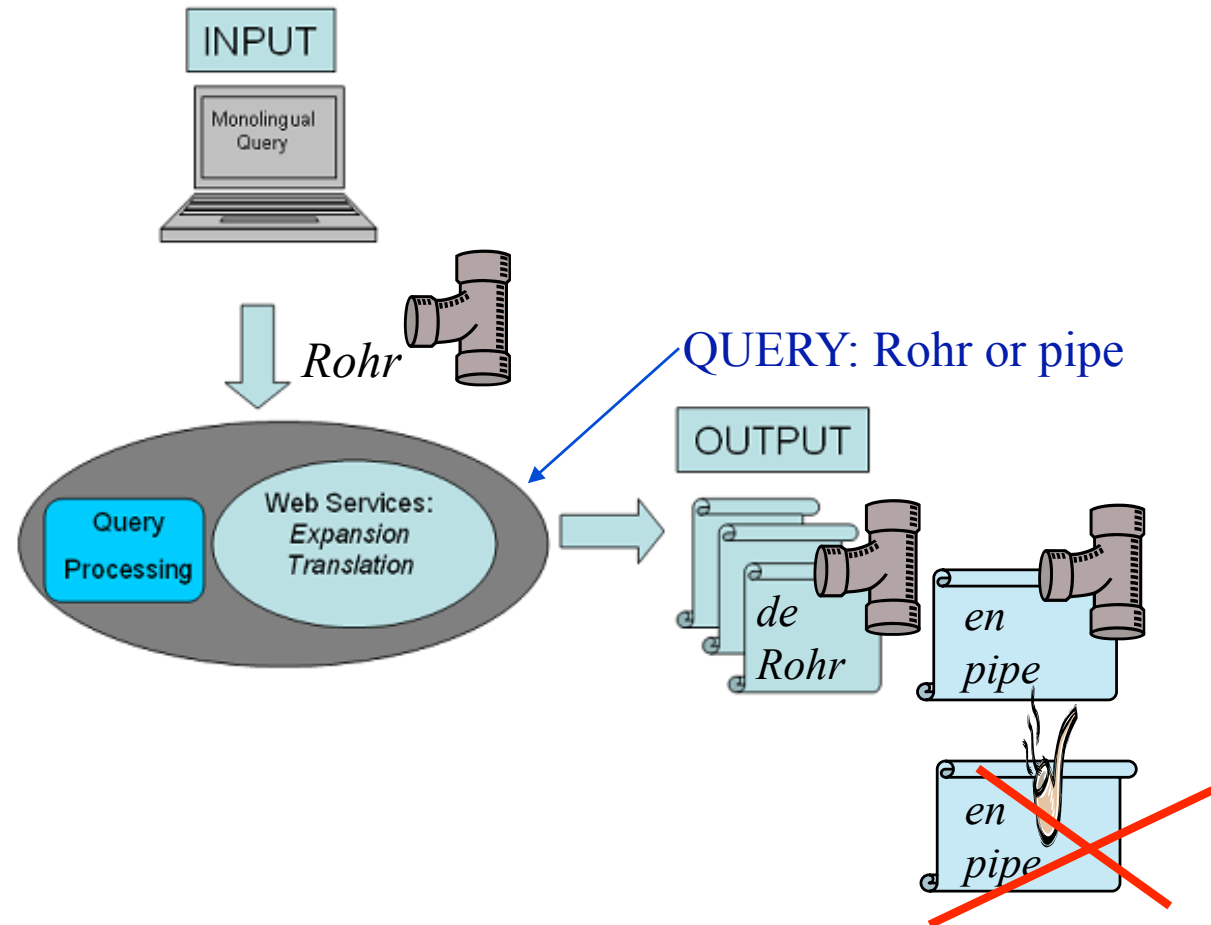 INPUT
Monolingual
Query
Rohr
QUERY: Rohr or pipe
OUTPUT
Query
Processing
Web Services:
Expansion
Translation
de
Rohr
en
pipe
en
pipe